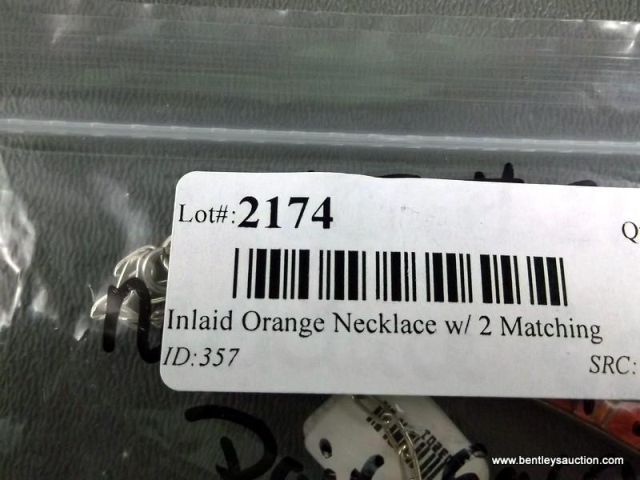 Lot#:2174
Inlaid Orange Necklace w/ 2 Matching
ID:357
SRC:
www.bentleysauction.com